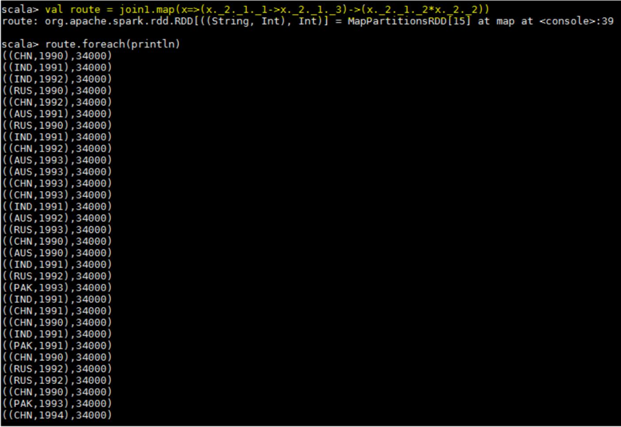 scala> val route = join1.map(x=>(x._2._1._1->x._2._1._3)->(x._2._1._2*x._2._2))
route: org.apache.spark.rdd.RDD[((String, Int), Int)] = MapPartitionsRDD[15] at map at <console>:39
scala> route.foreach(println)
((CHN,1990),34000)
((IND,1991),34000)
((IND,1992),34000)
((RUS,1990),34000)
((CHN,1992),34000)
((AUS,1991),34000)
((RUS,1990),34000)
((IND,1991),34000)
((CHN,1992),34000)
((AUS,1993),34000)
((AUS,1993),34000)
((CHN,1993),34000)
((CHN,1993),34000)
((IND,1991),34000)
((AUS,1992),34000)
((RUS,1993),34000)
((CHN,1990),34000)
((AUS,1990),34000)
((IND,1991),34000)
((RUS,1992),34000)
((PAK,1993),34000)
((IND,1991),34000)
((CHN,1991),34000)
((CHN,1990),34000)
((IND,1991),34000)
((PAK,1991),34000)
((CHN,1990),34000)
((RUS,1992),34000)
((RUS,1992),34000)
((CHN,1990),34000)
((PAK,1993),34000)
((CHN,1994),34000)